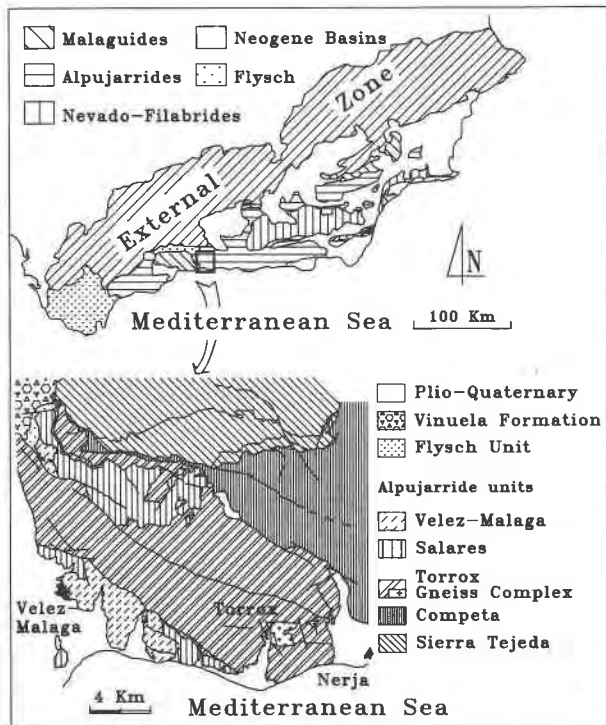 Malaguides
Neogene Basins
Alpujarrides
Flysch
Nevado-Filabrides
External Zone
N
100 Km
Mediterranean Sea
Plio-Quaternary
Vinuela Formation
Flysch Unit
Alpujarride units
Velez-Malaga
Salares
Torrox
Gneiss Complex
Competa
Sierra Tejeda
Velez
Malaga
Torrox
Nerja
4 Km
Mediterranean Sea